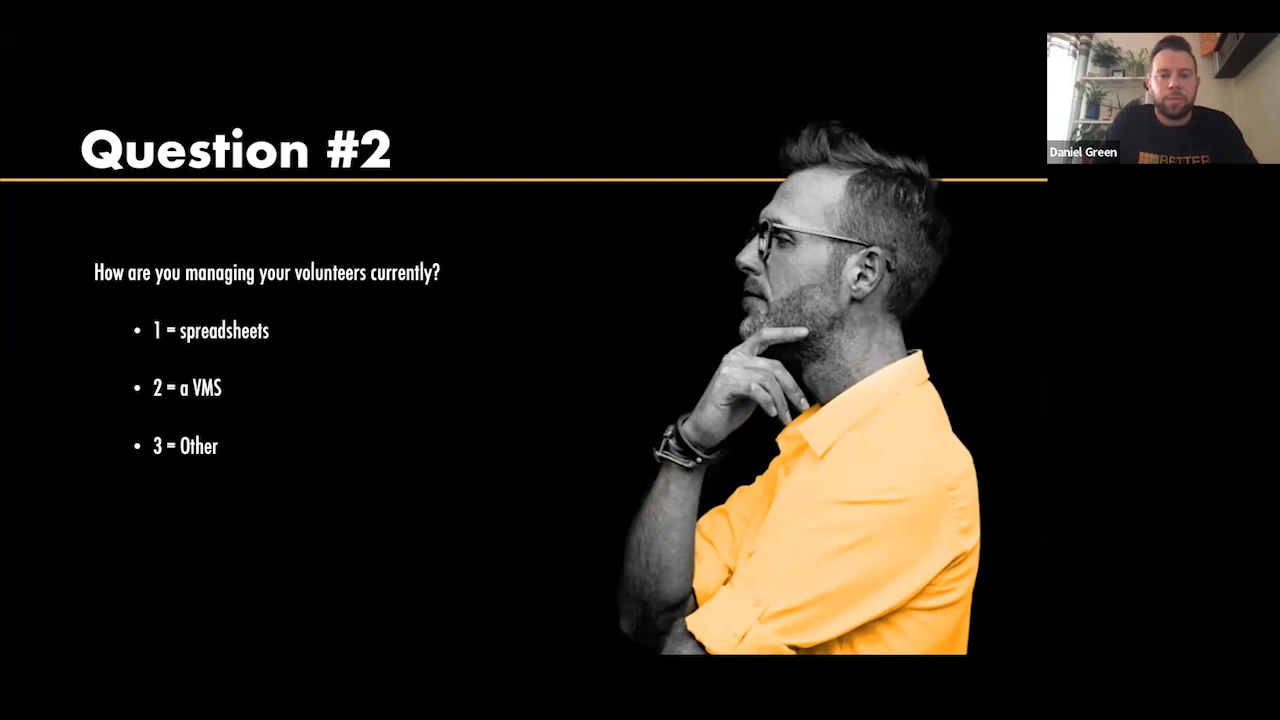 Question #2
How are you managing your volunteers currently?
• 1 = spreadsheets
• 2 = a VMS
• 3 = Other
Daniel Green
BETTER